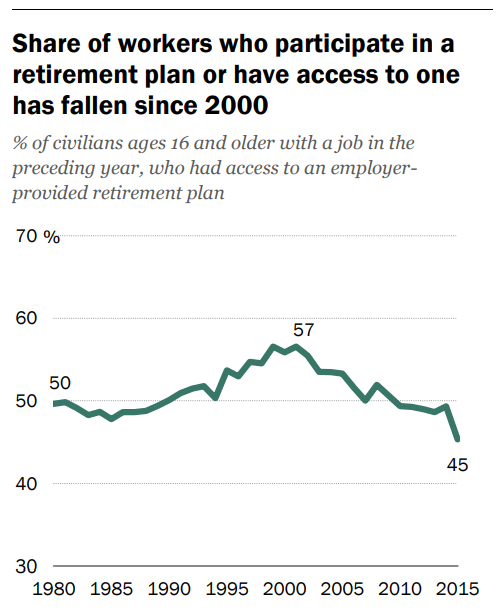 Share of workers who participate in a
retirement plan or have access to one
has fallen since 2000
% of civilians ages 16 and older with a job in the
preceding year, who had access to an employer-
provided retirement plan
70 %
60
57
50
50
40
45
30
1980 1985 1990 1995 2000 2005 2010 2015